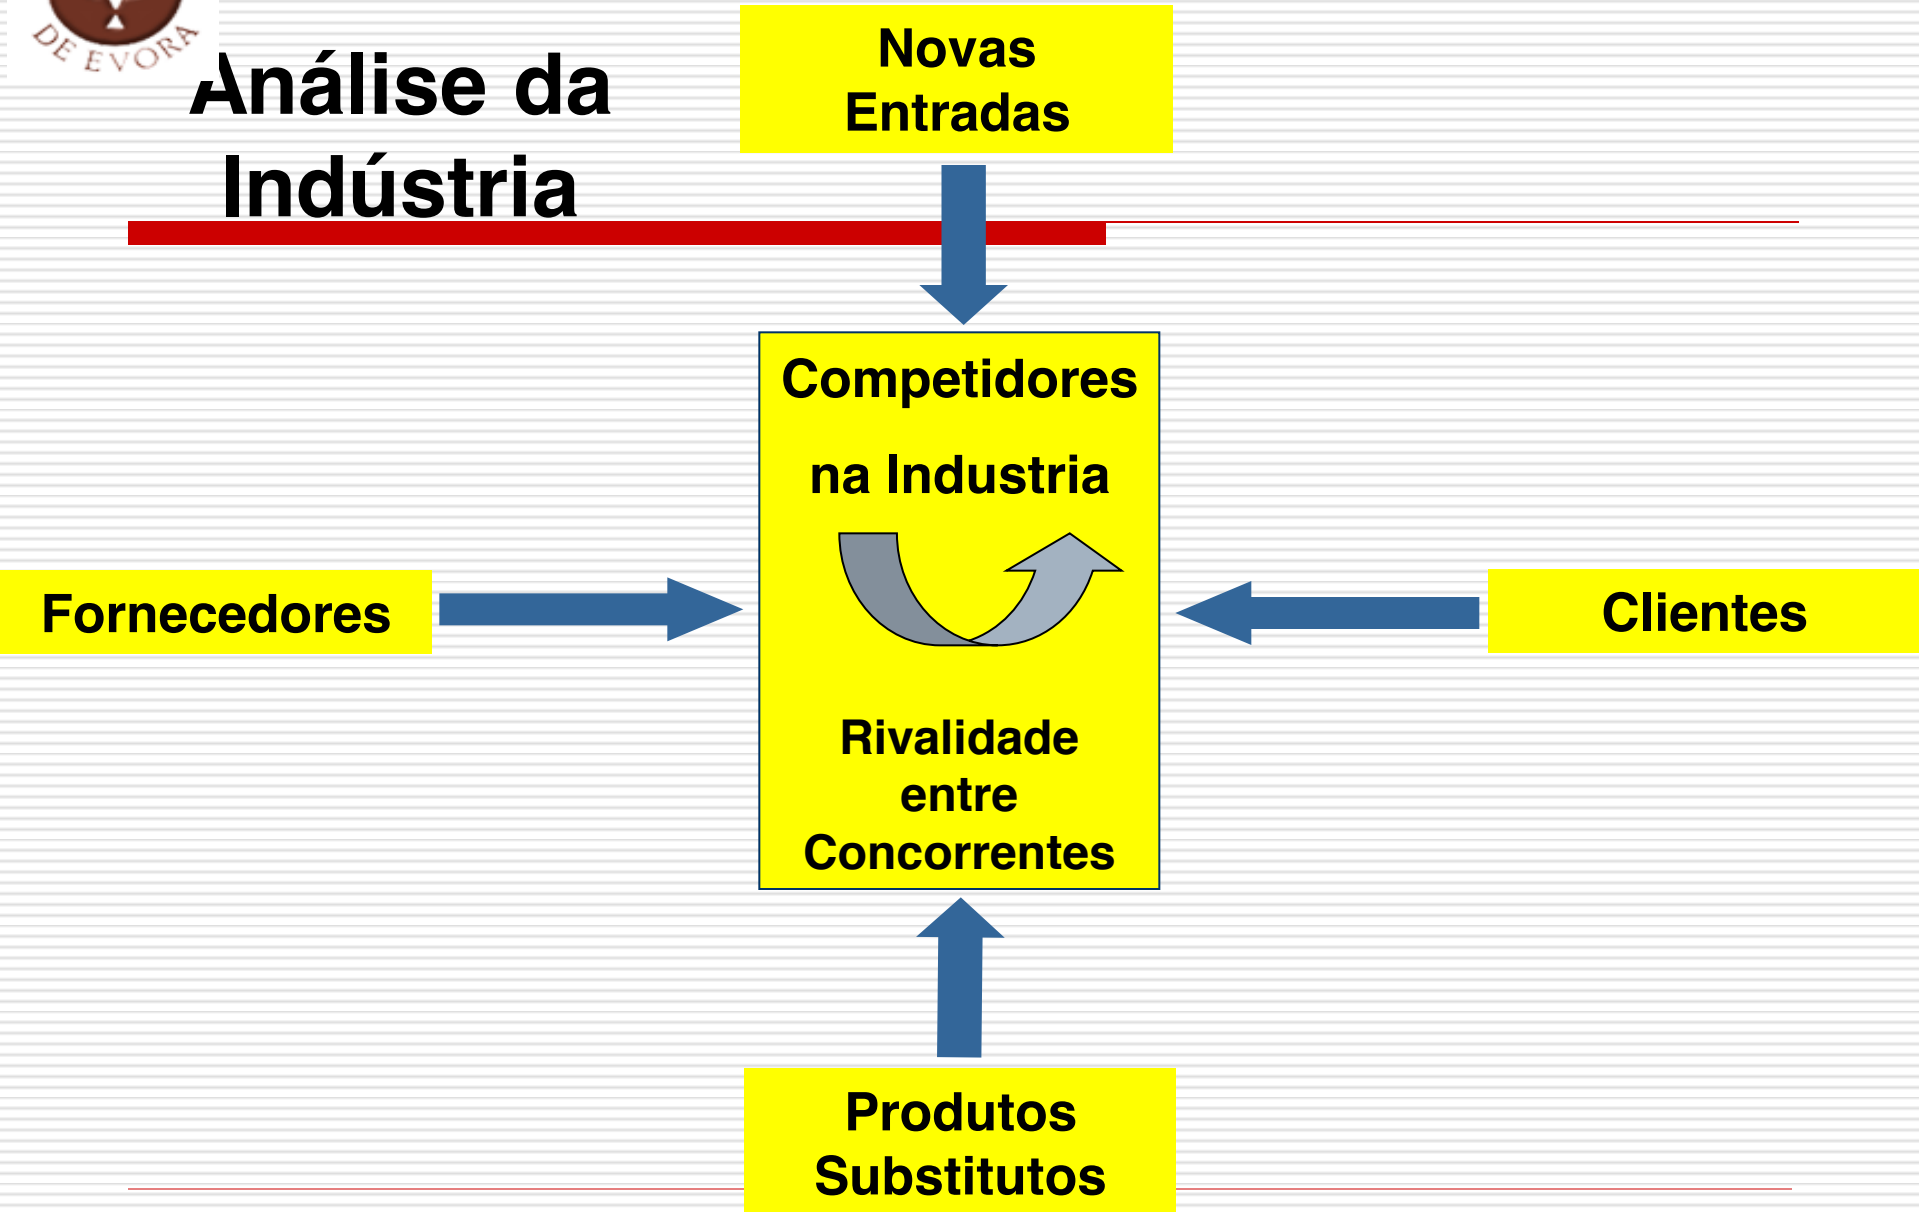 DE EVORA
Análise da
Indústria
Novas
Entradas
Competidores
na Industria
Fornecedores
Clientes
Rivalidade
entre
Concorrentes
Produtos
Substitutos